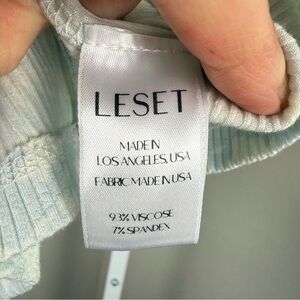 LESET
MADE IN
LOS ANGELES, USA
FABRIC MADE IN USA
93% VISCOSE
7% SPANDEX